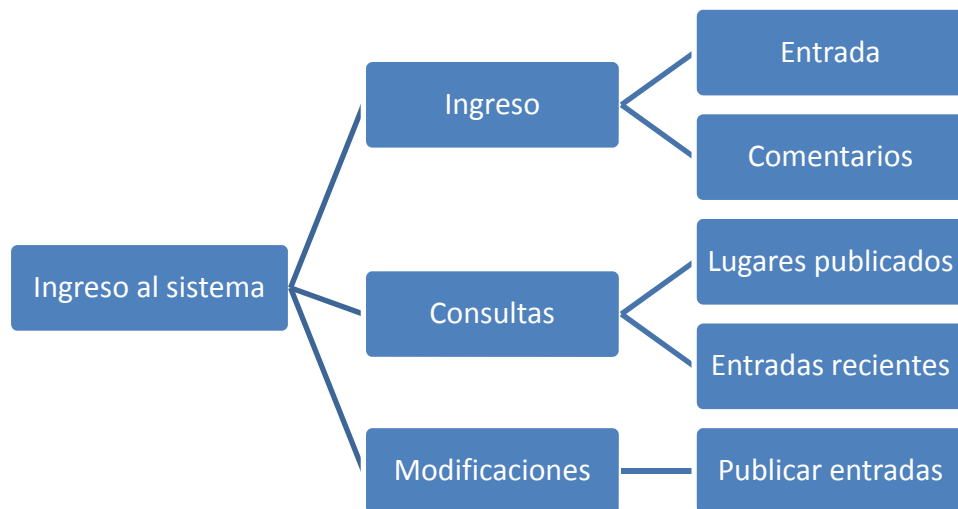 Ingreso al sistema
Ingreso
Entrada
Comentarios
Consultas
Lugares publicados
Entradas recientes
Modificaciones
Publicar entradas